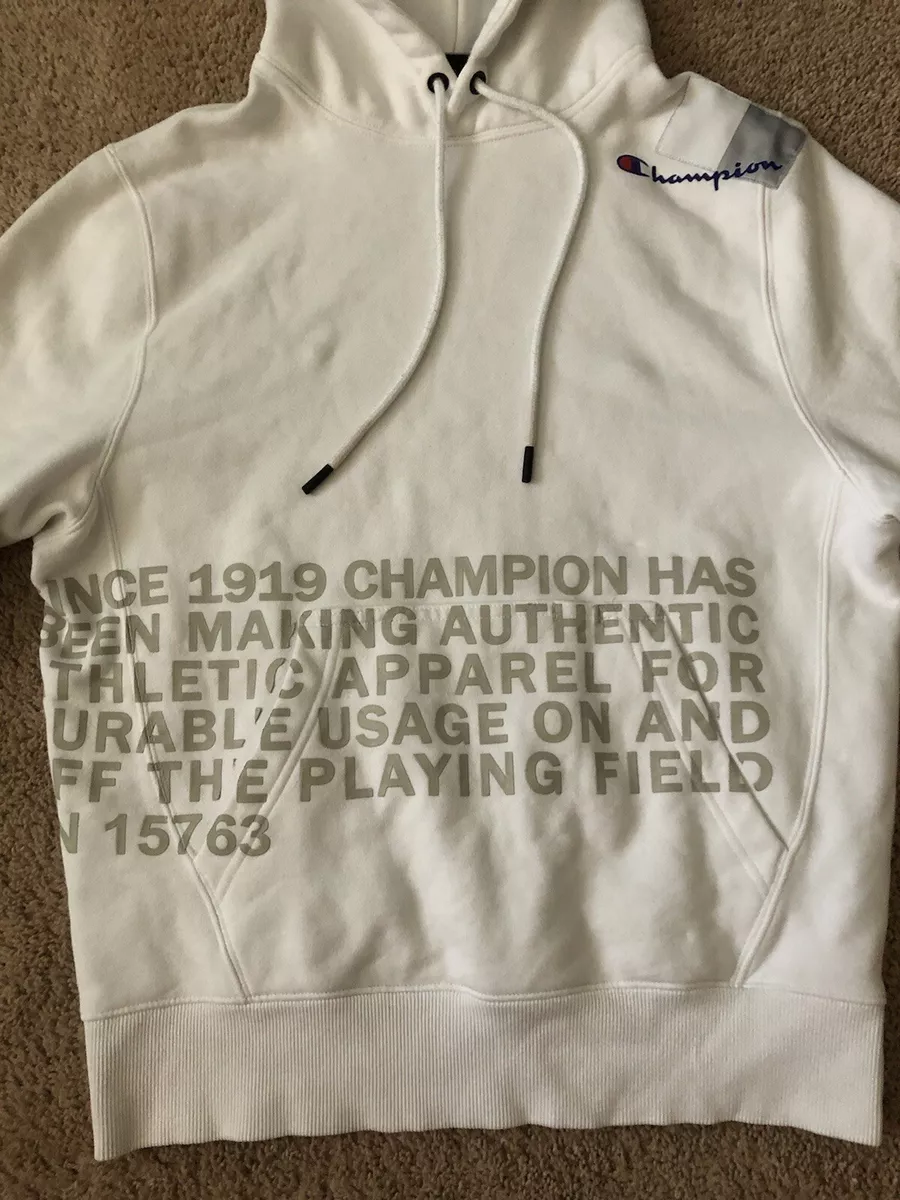 Champion
INCE 1919 CHAMPION HAS
BEEN MAKING AUTHENTIC
THLETIC APPAREL FOR
URABLE USAGE ON AND
FF THE PLAYING FIELD
N 15763